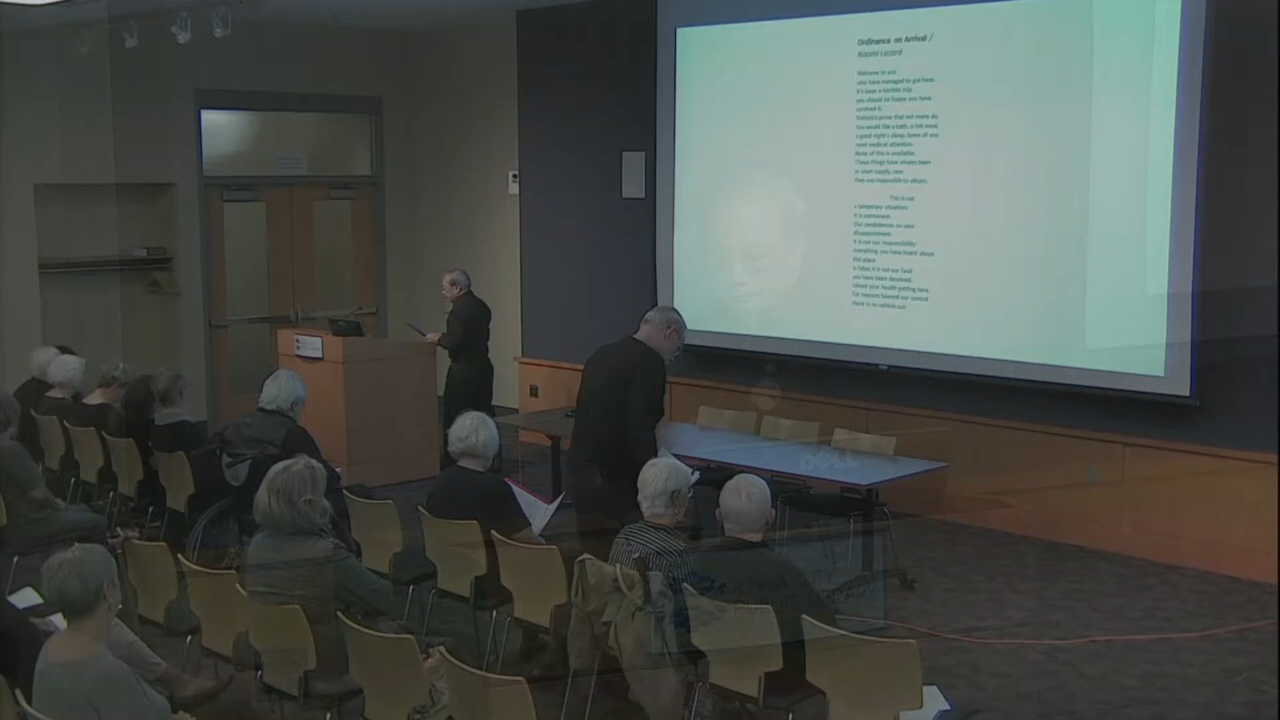 Ordinance on Arrival /
Naomi Lazard
Welcome to you
who have managed to get here.
It's been a terrible trip;
you should be happy you have
survived it.
Statistics prove that not many do.
You would like a bath, a hot meal,
a good night's sleep. Some of you
need medical attention.
None of this is available.
These things have always been
in short supply; now
they are impossible to obtain.
This is not
a temporary situation;
it is permanent.
Our condolences on your
disappointment.
It is not our responsibility
everything you have heard about
this place
is false. It is not our fault
you have been deceived,
ruined your health getting here.
For reasons beyond our control
there is no vehicle out.